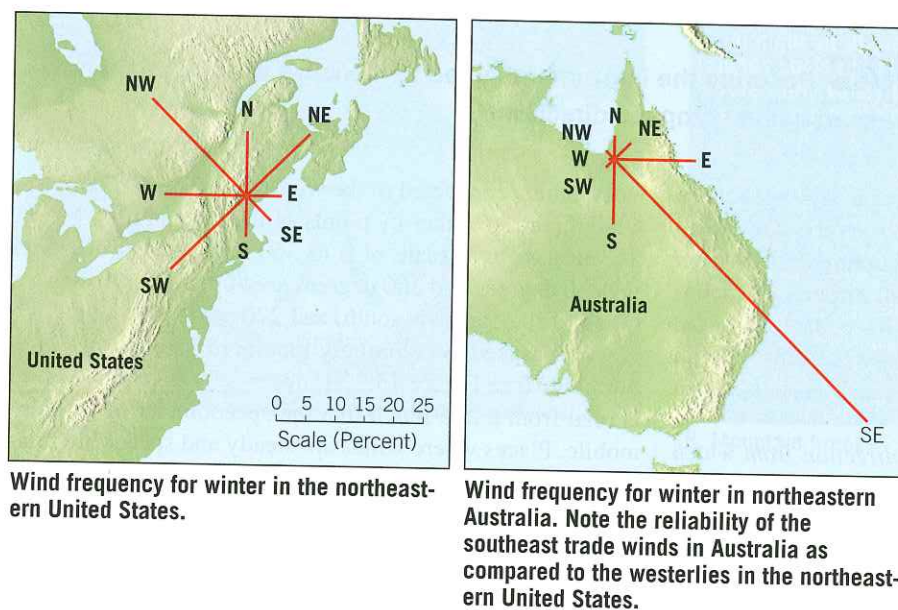 NW
N
NE
W
E
SE
S
SW
United States
0 5 10 15 20 25
Scale (Percent)
Wind frequency for winter in the northeast-
ern United States.
N
NW
NE
W
E
SW
S
Australia
SE
Wind frequency for winter in northeastern
Australia. Note the reliability of the
southeast trade winds in Australia as
compared to the westerlies in the northeast-
ern United States.